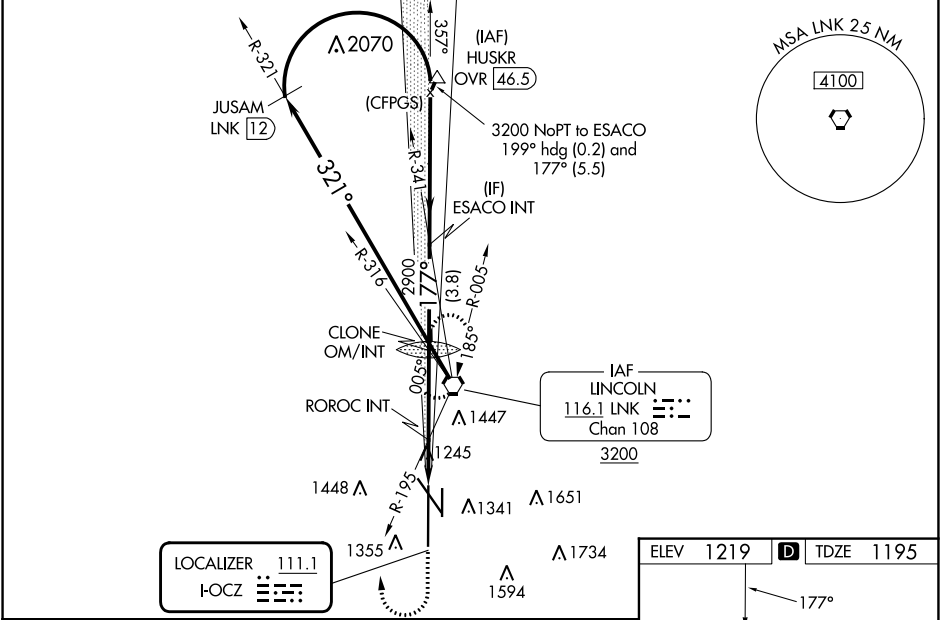 R-321
2070
357°
(IAF)
HUSKR
OVR 46.5
(CFPGS)
JUSAM
LNK 12
3200 NoPT to ESACO
199° hdg (0.2) and
177° (5.5)
MSA LNK 25 NM
4100
321°
R-341
(IF)
ESACO INT
R-316
2900
177°
(3.8)
R-005
185°
CLONE
OM/INT
005°
ROROC INT
IAF
LINCOLN
116.1 LNK
Chan 108
3200
1447
1245
1448
R-195
1341
1651
1355
1734
1594
LOCALIZER 111.1
I-OCZ
ELEV 1219 D TDZE 1195
177°